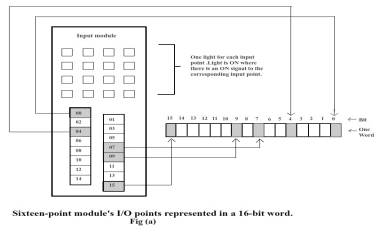 Input module
One light for each input
point .Light is ON where
there is an ON signal to the
corresponding input point.
00
02
04
06
08
10
12
14
01
03
05
07
09
11
13
15
15 14 13 12 11 10 9 8 7 6 5 4 3 2 1 0
Bit
One
Word
Sixteen-point module's I/O points represented in a 16-bit word.
Fig (a)